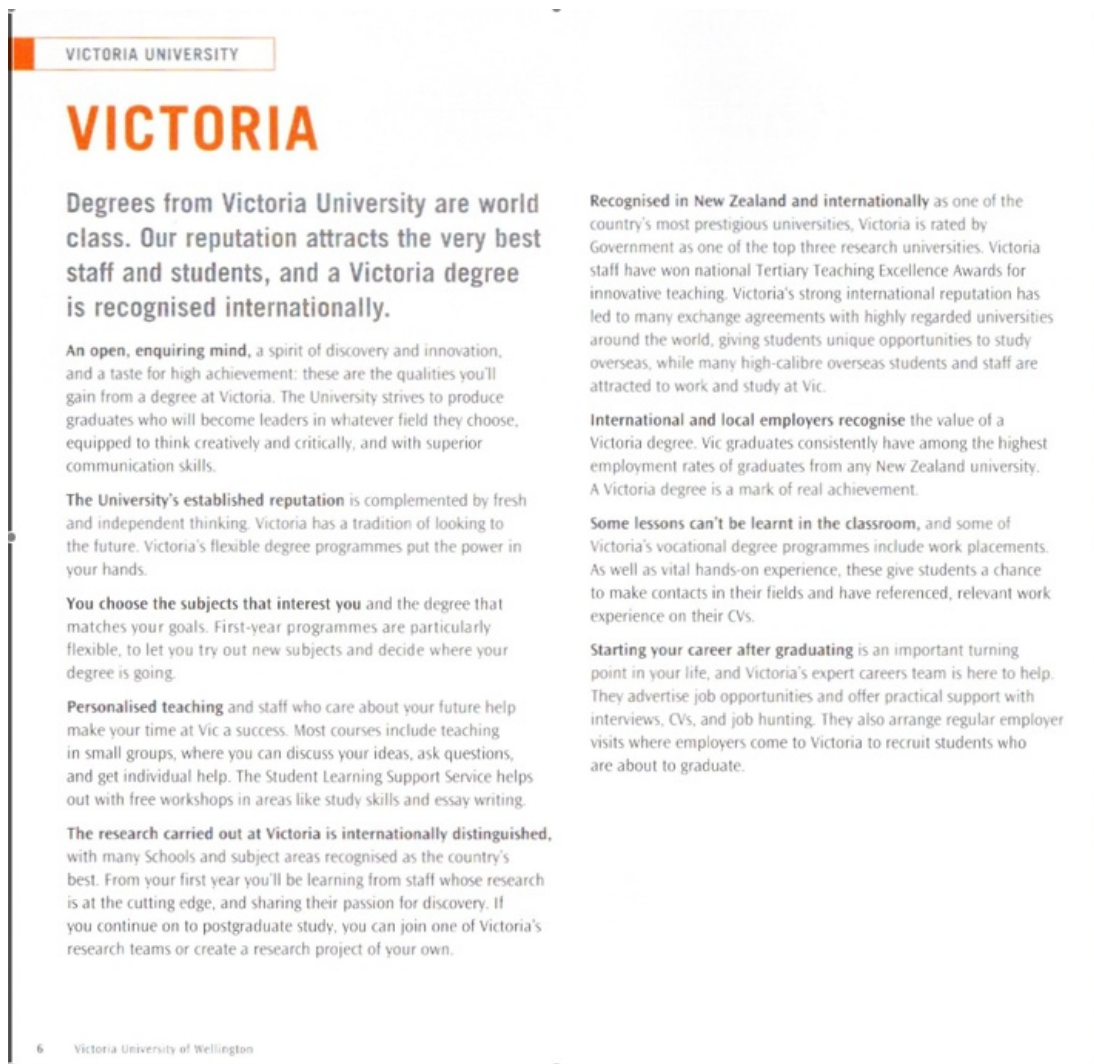 VICTORIA UNIVERSITY
VICTORIA
Degrees from Victoria University are world
class. Our reputation attracts the very best
staff and students, and a Victoria degree
is recognised internationally.
An open, enquiring mind, a spirit of discovery and innovation,
and a taste for high achievement: these are the qualities you'll
gain from a degree at Victoria. The University strives to produce
graduates who will become leaders in whatever field they choose,
equipped to think creatively and critically, and with superior
communication skills.
The University's established reputation is complemented by fresh
and independent thinking. Victoria has a tradition of looking to
the future. Victoria's flexible degree programmes put the power in
your hands.
You choose the subjects that interest you and the degree that
matches your goals. First-year programmes are particularly
flexible, to let you try out new subjects and decide where your
degree is going.
Personalised teaching and staff who care about your future help
make your time at Vic a success. Most courses include teaching
in small groups, where you can discuss your ideas, ask questions,
and get individual help. The Student Learning Support Service helps
out with free workshops in areas like study skills and essay writing.
The research carried out at Victoria is internationally distinguished,
with many Schools and subject areas recognised as the country's
best. From your first year you'll be learning from staff whose research
is at the cutting edge, and sharing their passion for discovery. If
you continue on to postgraduate study, you can join one of Victoria's
research teams or create a research project of your own.
Recognised in New Zealand and internationally as one of the
country's most prestigious universities, Victoria is rated by
Government as one of the top three research universities. Victoria
staff have won national Tertiary Teaching Excellence Awards for
innovative teaching. Victoria's strong international reputation has
led to many exchange agreements with highly regarded universities
around the world, giving students unique opportunities to study
overseas, while many high-calibre overseas students and staff are
attracted to work and study at Vic.
International and local employers recognise the value of a
Victoria degree. Vic graduates consistently have among the highest
employment rates of graduates from any New Zealand university.
A Victoria degree is a mark of real achievement.
Some lessons can't be learnt in the classroom, and some of
Victoria's vocational degree programmes include work placements.
As well as vital hands-on experience, these give students a chance
to make contacts in their fields and have referenced, relevant work
experience on their CVs.
Starting your career after graduating is an important turning
point in your life, and Victoria's expert careers team is here to help.
They advertise job opportunities and offer practical support with
interviews, CVs, and job hunting. They also arrange regular employer
visits where employers come to Victoria to recruit students who
are about to graduate.
6 Victoria University of Wellington